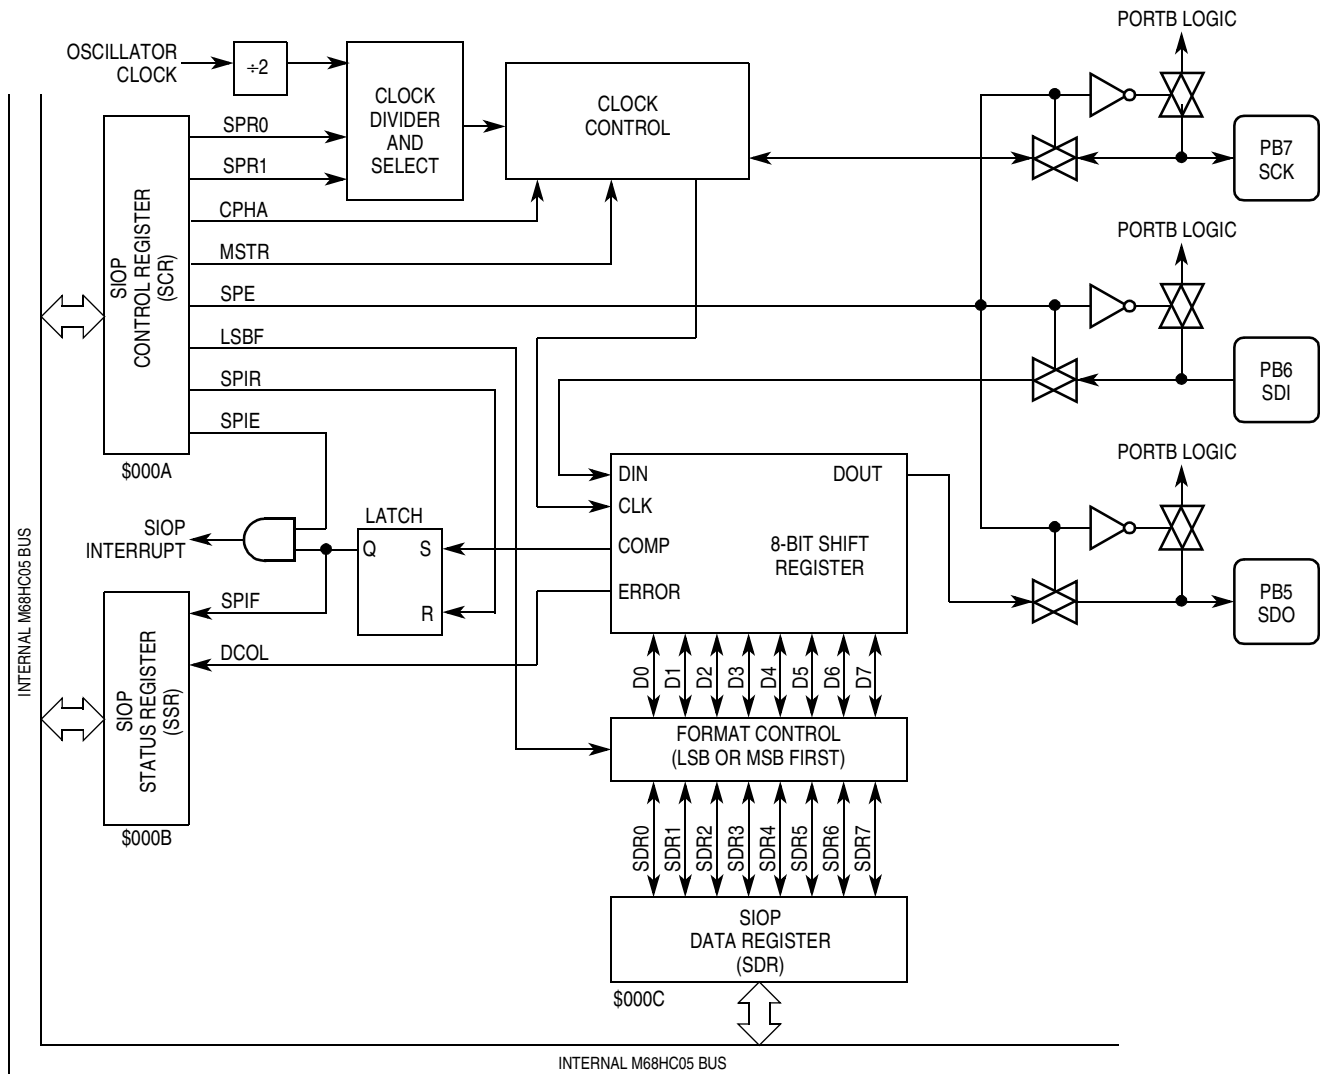 PORTB LOGIC
OSCILLATOR
CLOCK
÷2
CLOCK
DIVIDER
AND
SELECT
CLOCK
CONTROL
PB7
SCK
SIOP
CONTROL REGISTER
(SCR)
SPR0
SPR1
CPHA
MSTR
SPE
LSBF
SPIR
SPIE
$000A
PORTB LOGIC
PB6
SDI
PORTB LOGIC
PB5
SDO
INTERNAL M68HC05 BUS
SIOP
INTERRUPT
LATCH
Q
S
R
DIN
CLK
COMP
ERROR
DOUT
8-BIT SHIFT
REGISTER
SIOP
STATUS REGISTER
(SSR)
SPIF
DCOL
$000B
D0
D1
D2
D3
D4
D5
D6
D7
FORMAT CONTROL
(LSB OR MSB FIRST)
SDR0
SDR1
SDR2
SDR3
SDR4
SDR5
SDR6
SDR7
SIOP
DATA REGISTER
(SDR)
$000C
INTERNAL M68HC05 BUS